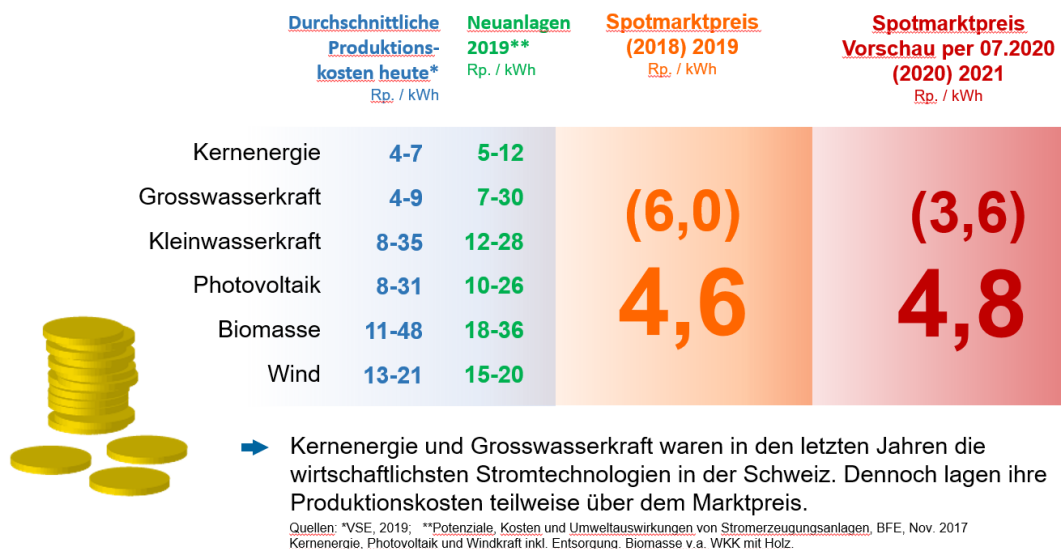 Durchschnittliche
Produktions-
kosten heute*
Rp. / kWh
Neuanlagen
2019**
Rp. / kWh
Spotmarktpreis
(2018) 2019
Rp. / kWh
Spotmarktpreis
Vorschau per 07.2020
(2020) 2021
Rp. / kWh
Kernenergie 4-7 5-12
Grosswasserkraft 4-9 7-30
Kleinwasserkraft 8-35 12-28
Photovoltaik 8-31 10-26
Biomasse 11-48 18-36
Wind 13-21 15-20
(6,0)
4,6
(3,6)
4,8
Kernenergie und Grosswasserkraft waren in den letzten Jahren die
wirtschaftlichsten Stromtechnologien in der Schweiz. Dennoch lagen ihre
Produktionskosten teilweise über dem Marktpreis.
Quellen: *VSE, 2019; **Potenziale, Kosten und Umweltauswirkungen von Stromerzeugungsanlagen, BFE, Nov. 2017
Kernenergie, Photovoltaik und Windkraft inkl. Entsorgung. Biomasse v.a. WKK mit Holz.